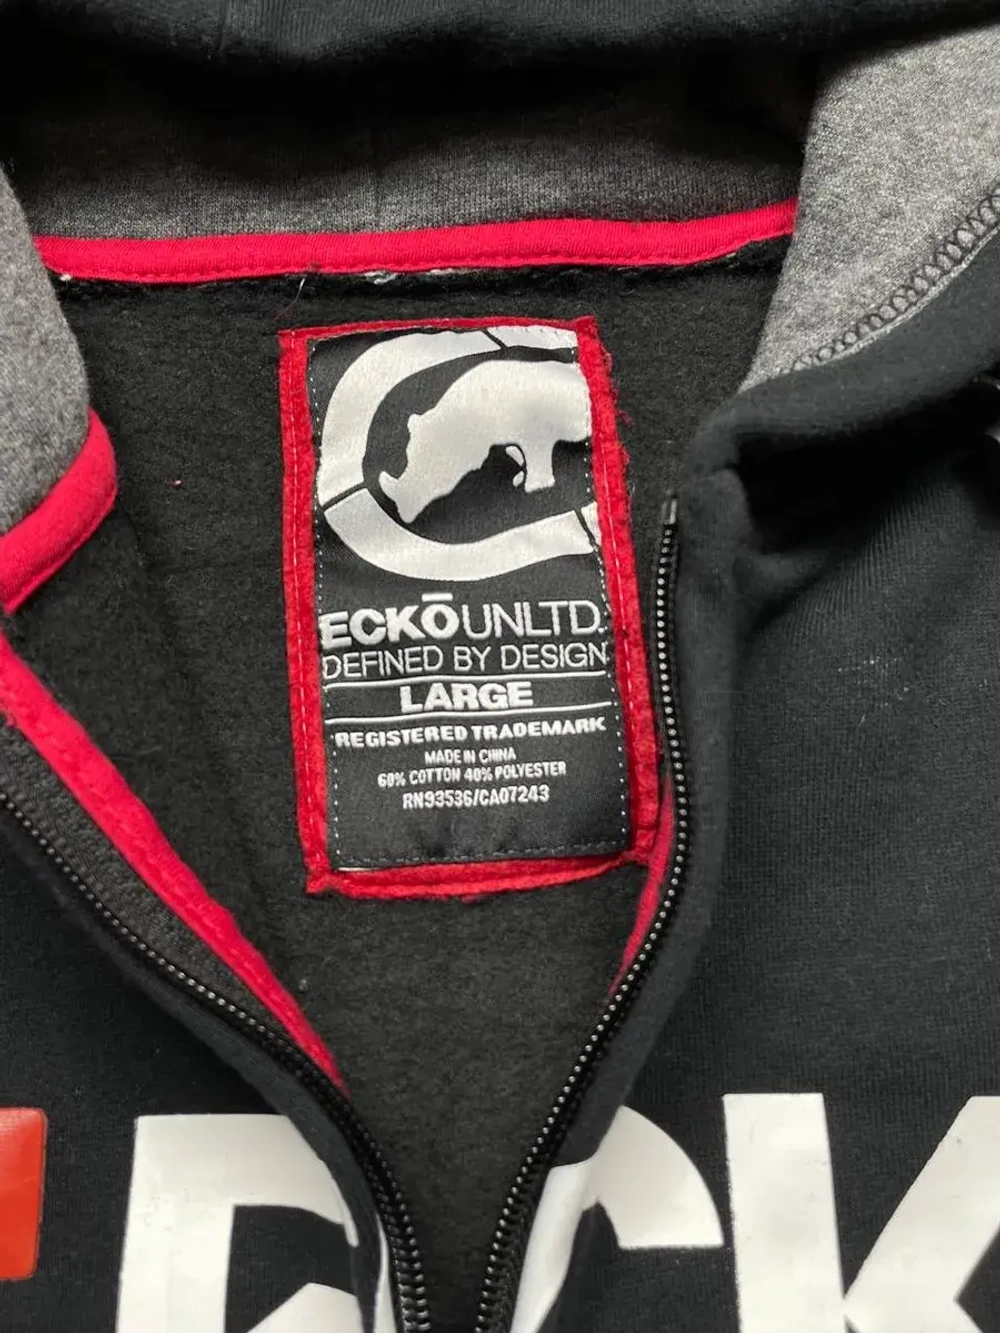 ECKŌUNLTD.
DEFINED BY DESIGN
LARGE
REGISTERED TRADEMARK
MADE IN CHINA
60% COTTON 40% POLYESTER
RN93536/CA07243